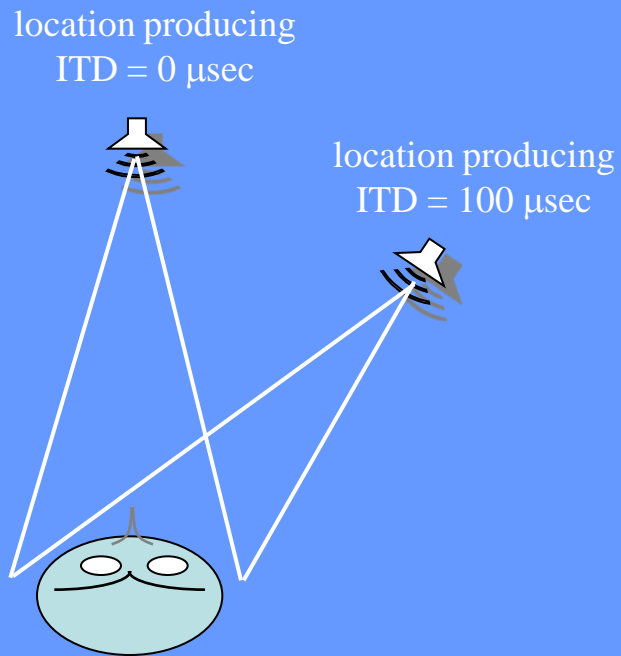 location producing
ITD = 0 μsec
location producing
ITD = 100 μsec